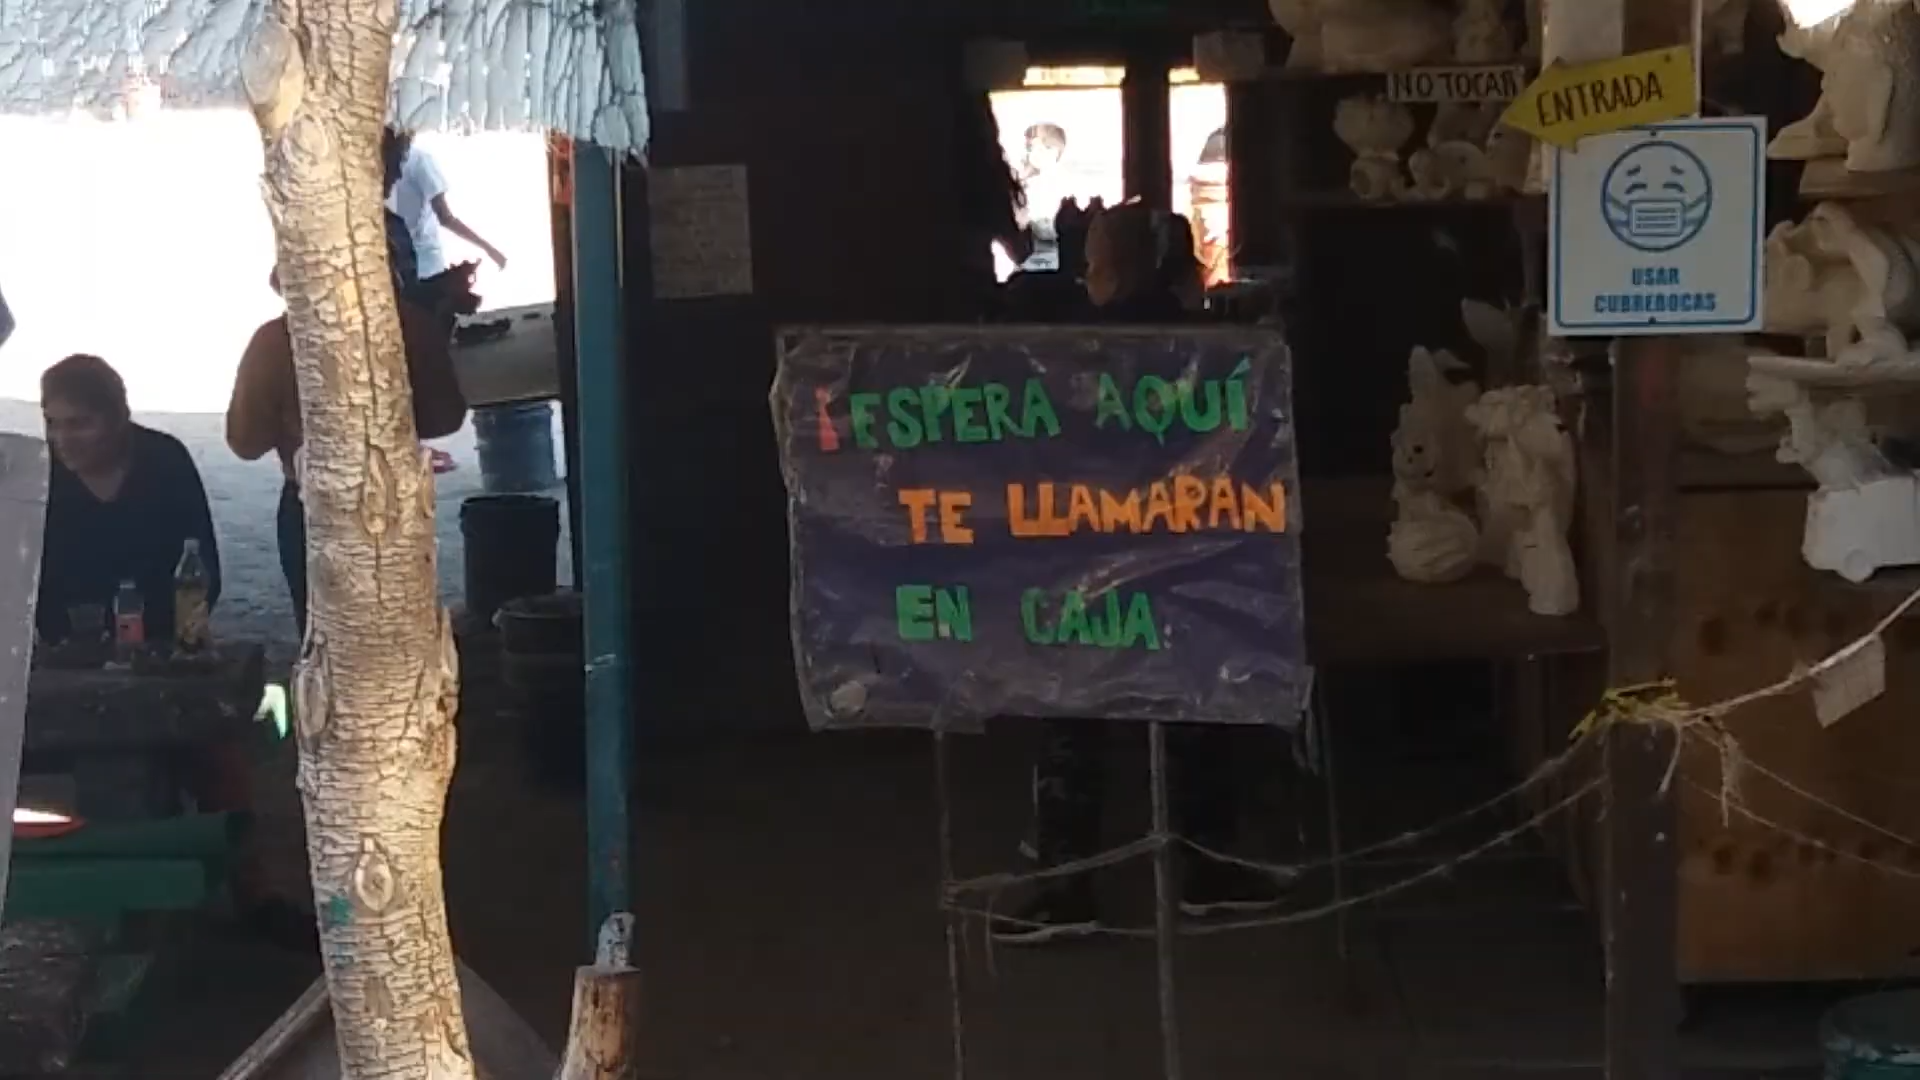 NO TOCAR
ENTRADA
USAR
CUBREBOCAS
¡ESPERA AQUÍ
TE LLAMARAN
EN CAJA.